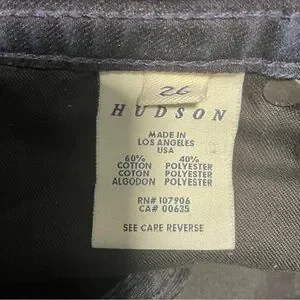 26
HUDSON
MADE IN
LOS ANGELES
USA
60% 40%
COTTON POLYESTER
COTON POLYESTER
ALGODON POLYESTER
RN# 107906
CA# 00635
SEE CARE REVERSE